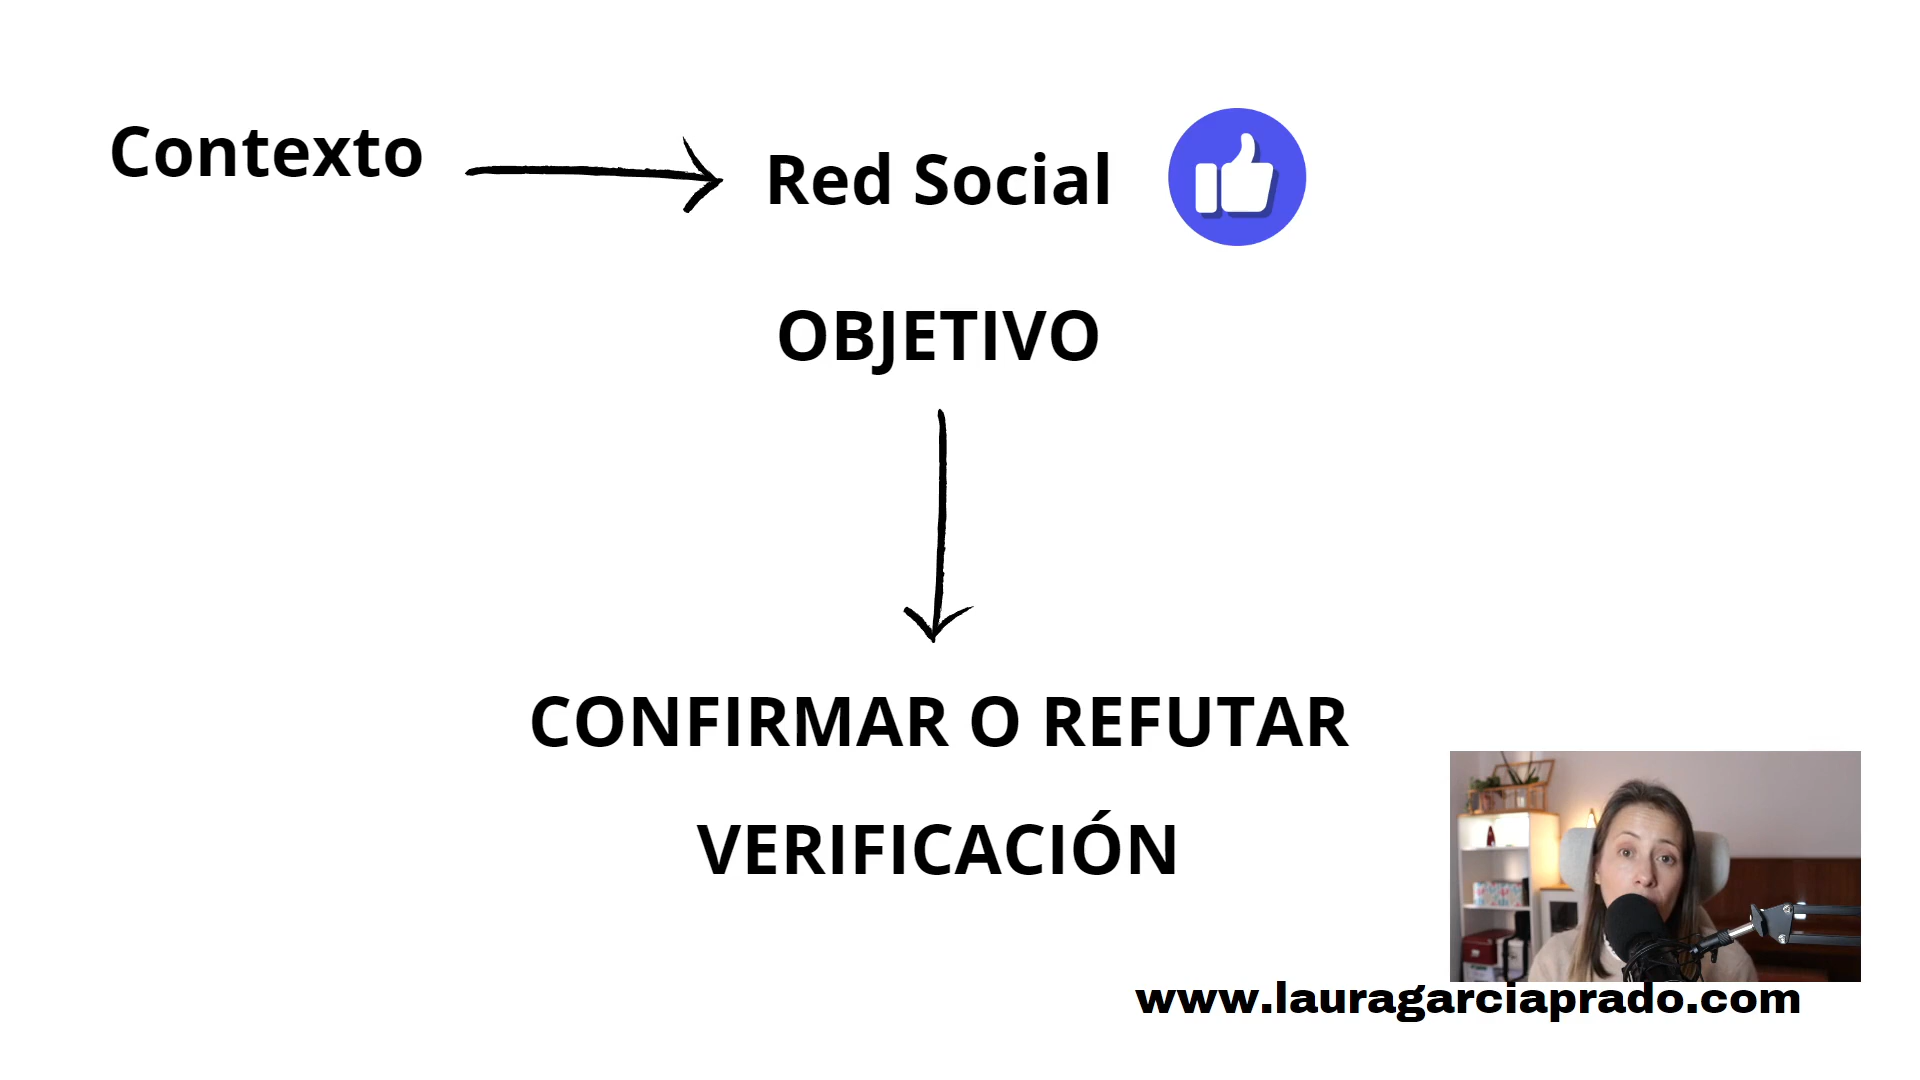 Contexto
Red Social
OBJETIVO
CONFIRMAR O REFUTAR
VERIFICACIÓN
www.lauragarciaprado.com